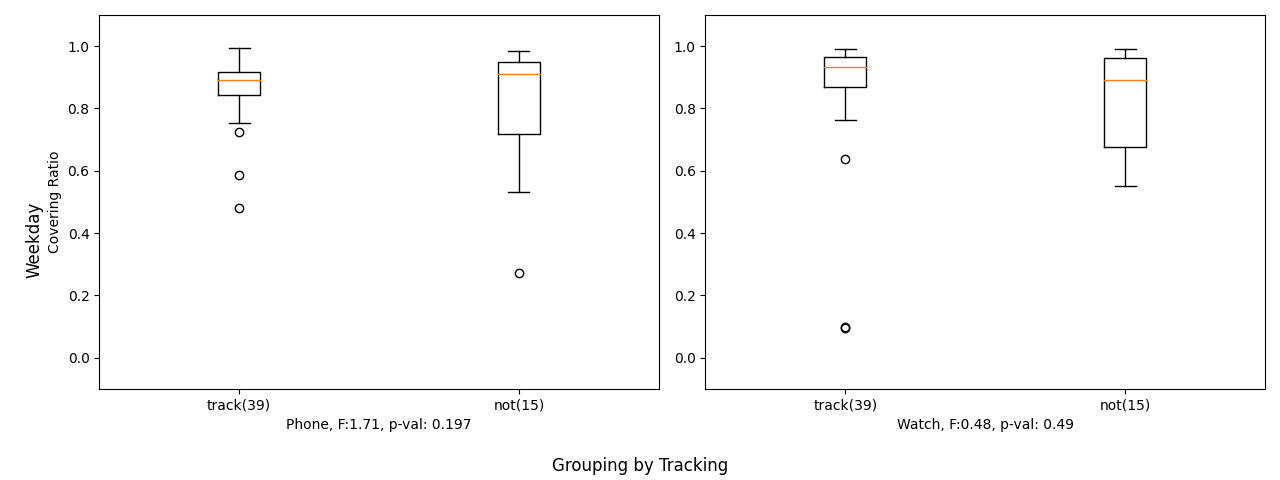 Weekday
Covering Ratio
1.0
0.8
0.6
0.4
0.2
0.0
track(39) not(15)
Phone, F:1.71, p-val: 0.197
1.0
0.8
0.6
0.4
0.2
0.0
track(39) not(15)
Watch, F:0.48, p-val: 0.49
Grouping by Tracking